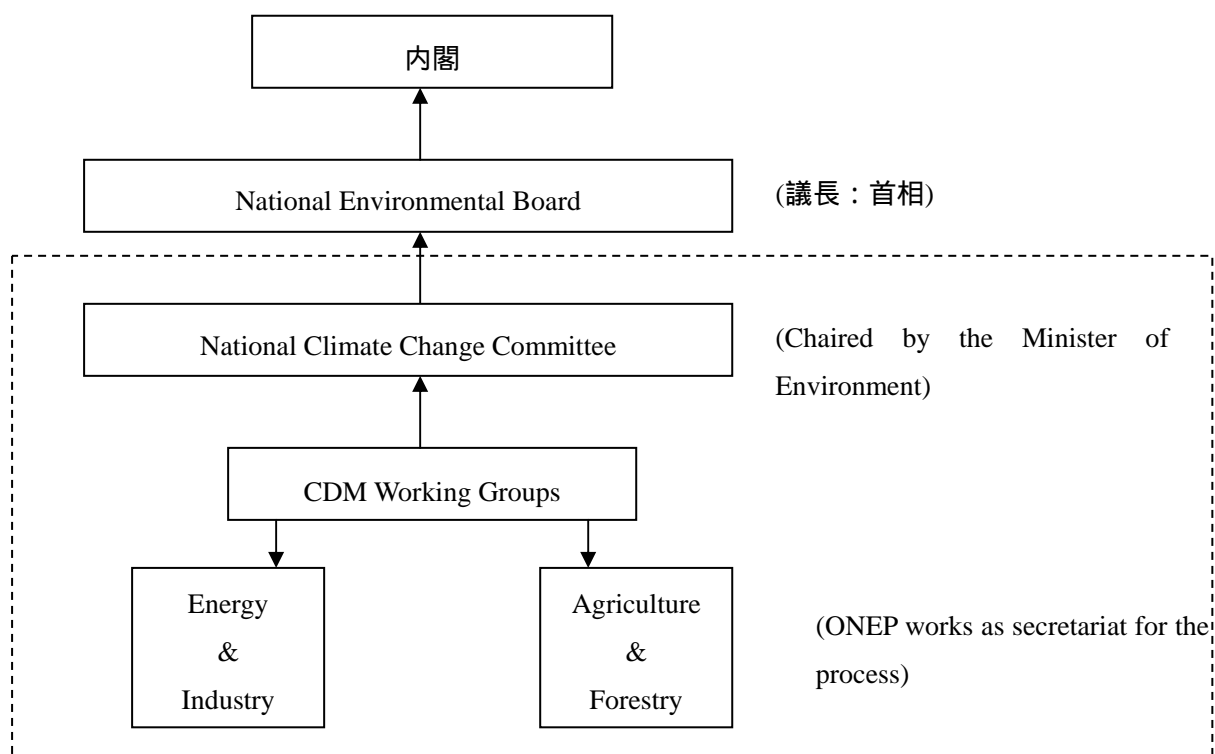 内閣
National Environmental Board
(議長：首相)
National Climate Change Committee
(Chaired by the Minister of
Environment)
CDM Working Groups
Energy
&
Industry
Agriculture
&
Forestry
(ONEP works as secretariat for the
process)